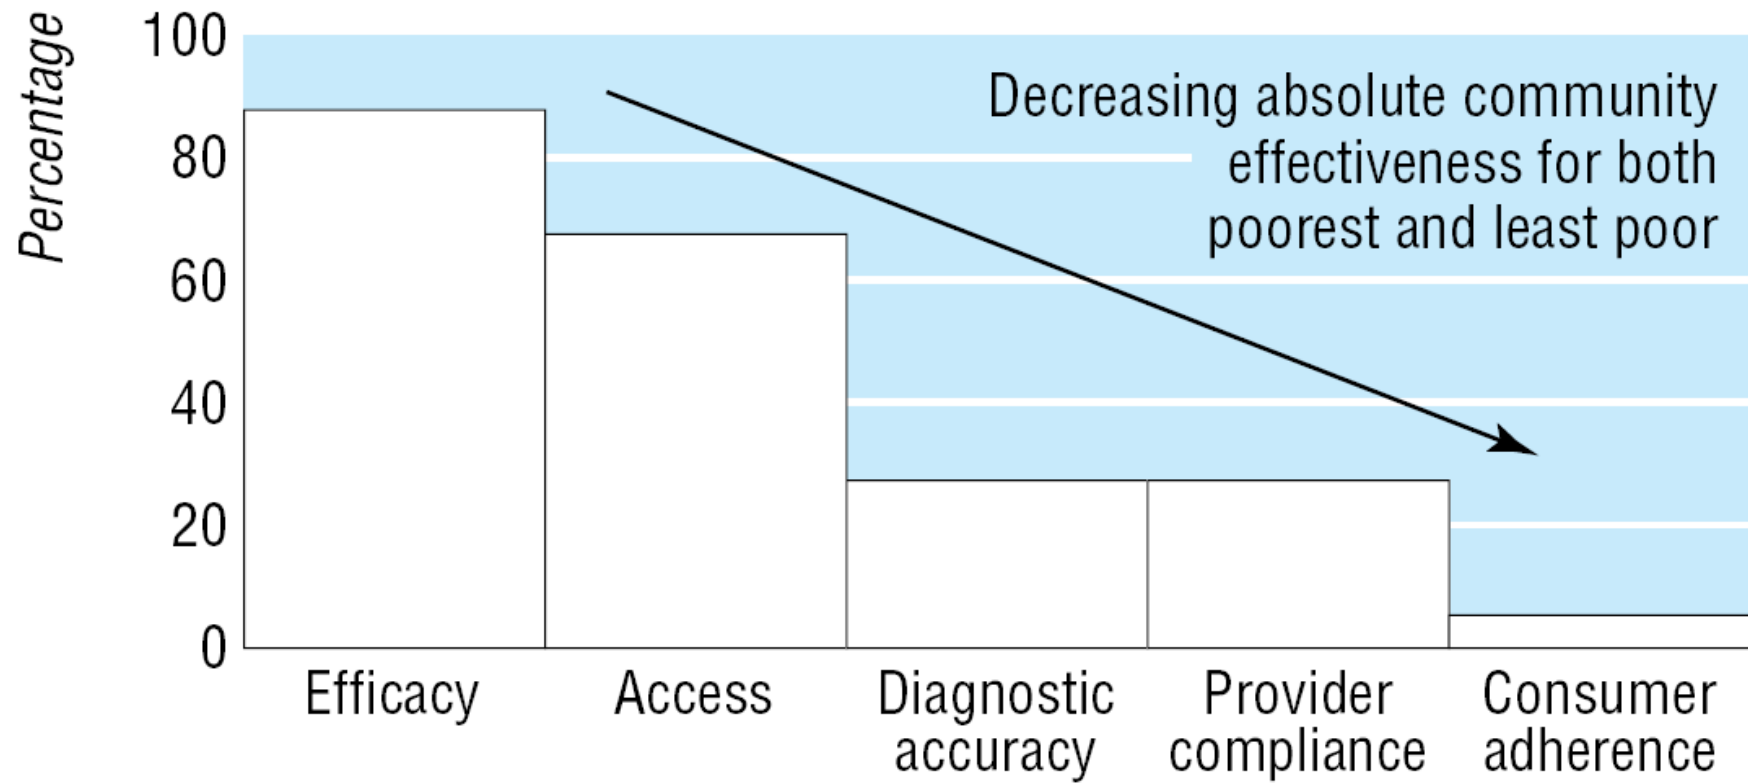 Percentage
100
80
60
40
20
0
Decreasing absolute community
effectiveness for both
poorest and least poor
Efficacy
Access
Diagnostic
accuracy
Provider
compliance
Consumer
adherence